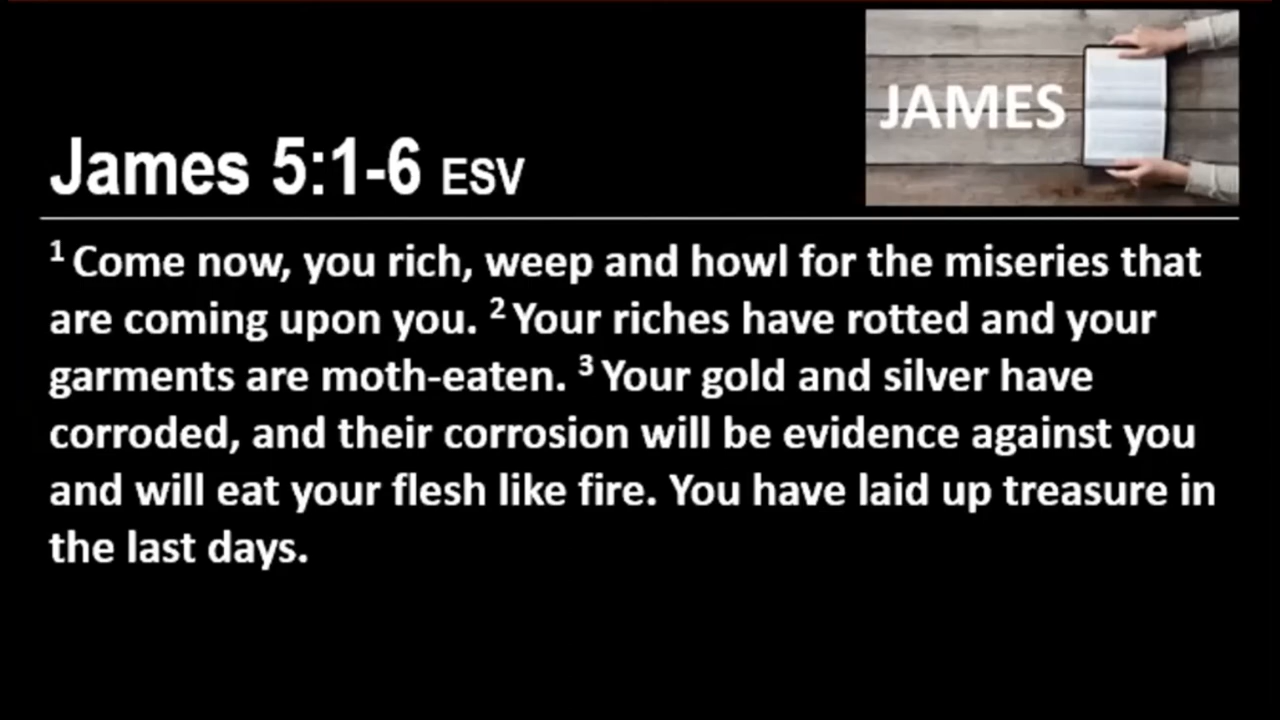 JAMES
James 5:1-6 ESV
¹ Come now, you rich, weep and howl for the miseries that
are coming upon you. ² Your riches have rotted and your
garments are moth-eaten. ³ Your gold and silver have
corroded, and their corrosion will be evidence against you
and will eat your flesh like fire. You have laid up treasure in
the last days.